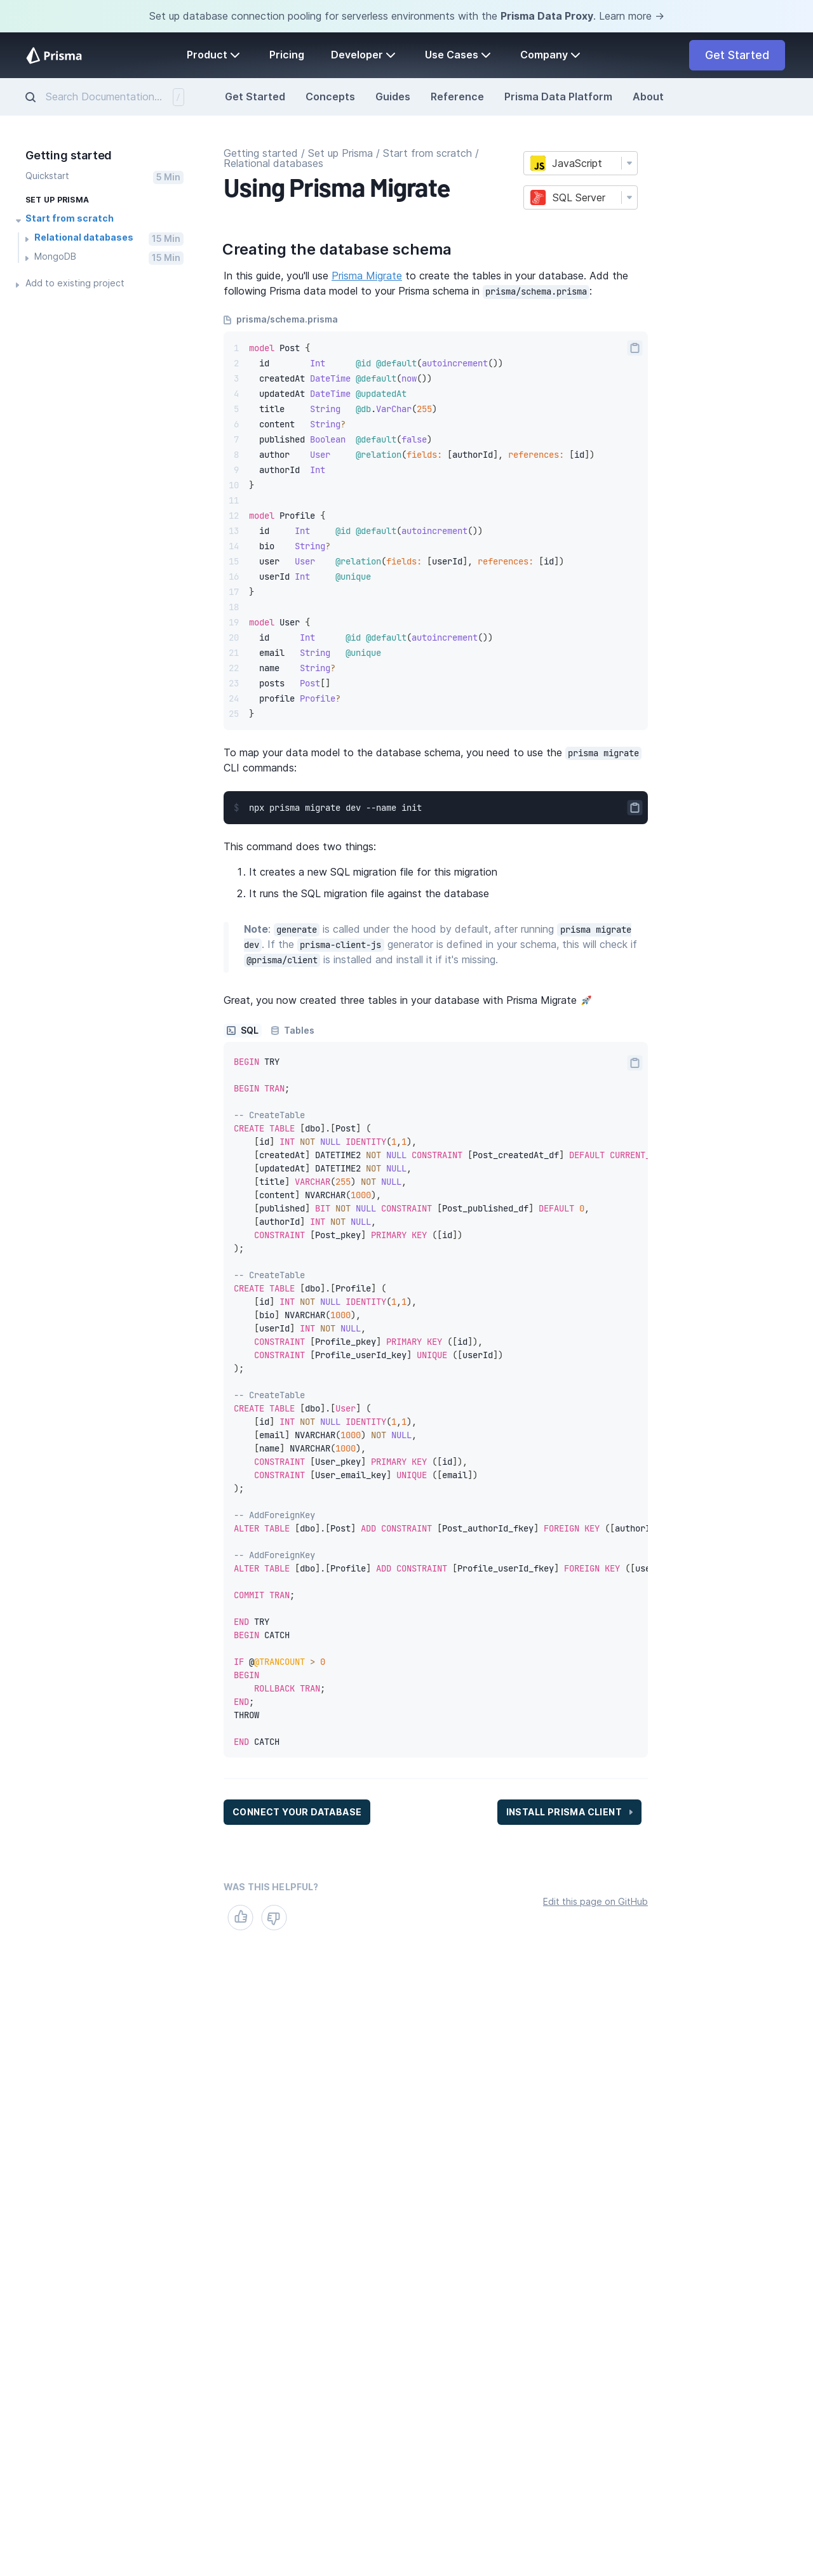 Set up database connection pooling for serverless environments with the Prisma Data Proxy. Learn more →
Prisma
Product
Pricing
Developer
Use Cases
Company
Get Started
Search Documentation...
/
Get Started
Concepts
Guides
Reference
Prisma Data Platform
About
Getting started
Quickstart
5 Min
SET UP PRISMA
Start from scratch
Relational databases
15 Min
MongoDB
15 Min
Add to existing project
Getting started / Set up Prisma / Start from scratch /
Relational databases
Using Prisma Migrate
JavaScript
SQL Server
Creating the database schema
In this guide, you'll use Prisma Migrate to create the tables in your database. Add the
following Prisma data model to your Prisma schema in prisma/schema.prisma:
prisma/schema.prisma
1 model Post {
2   id        Int      @id @default(autoincrement())
3   createdAt DateTime @default(now())
4   updatedAt DateTime @updatedAt
5   title     String   @db.VarChar(255)
6   content   String?
7   published Boolean  @default(false)
8   author    User     @relation(fields: [authorId], references: [id])
9   authorId  Int
10 }
11
12 model Profile {
13   id     Int     @id @default(autoincrement())
14   bio    String?
15   user   User    @relation(fields: [userId], references: [id])
16   userId Int     @unique
17 }
18
19 model User {
20   id      Int      @id @default(autoincrement())
21   email   String   @unique
22   name    String?
23   posts   Post[]
24   profile Profile?
25 }
To map your data model to the database schema, you need to use the prisma migrate
CLI commands:
$ npx prisma migrate dev --name init
This command does two things:
1. It creates a new SQL migration file for this migration
2. It runs the SQL migration file against the database
Note: generate is called under the hood by default, after running prisma migrate
dev. If the prisma-client-js generator is defined in your schema, this will check if
@prisma/client is installed and install it if it's missing.
Great, you now created three tables in your database with Prisma Migrate 🚀
SQL
Tables
BEGIN TRY
BEGIN TRAN;
-- CreateTable
CREATE TABLE [dbo].[Post] (
    [id] INT NOT NULL IDENTITY(1,1),
    [createdAt] DATETIME2 NOT NULL CONSTRAINT [Post_createdAt_df] DEFAULT CURRENT_
    [updatedAt] DATETIME2 NOT NULL,
    [title] VARCHAR(255) NOT NULL,
    [content] NVARCHAR(1000),
    [published] BIT NOT NULL CONSTRAINT [Post_published_df] DEFAULT 0,
    [authorId] INT NOT NULL,
    CONSTRAINT [Post_pkey] PRIMARY KEY ([id])
);
-- CreateTable
CREATE TABLE [dbo].[Profile] (
    [id] INT NOT NULL IDENTITY(1,1),
    [bio] NVARCHAR(1000),
    [userId] INT NOT NULL,
    CONSTRAINT [Profile_pkey] PRIMARY KEY ([id]),
    CONSTRAINT [Profile_userId_key] UNIQUE ([userId])
);
-- CreateTable
CREATE TABLE [dbo].[User] (
    [id] INT NOT NULL IDENTITY(1,1),
    [email] NVARCHAR(1000) NOT NULL,
    [name] NVARCHAR(1000),
    CONSTRAINT [User_pkey] PRIMARY KEY ([id]),
    CONSTRAINT [User_email_key] UNIQUE ([email])
);
-- AddForeignKey
ALTER TABLE [dbo].[Post] ADD CONSTRAINT [Post_authorId_fkey] FOREIGN KEY ([authorI
-- AddForeignKey
ALTER TABLE [dbo].[Profile] ADD CONSTRAINT [Profile_userId_fkey] FOREIGN KEY ([use
COMMIT TRAN;
END TRY
BEGIN CATCH
IF @@TRANCOUNT > 0
BEGIN
    ROLLBACK TRAN;
END;
THROW
END CATCH
CONNECT YOUR DATABASE
INSTALL PRISMA CLIENT
WAS THIS HELPFUL?
Edit this page on GitHub